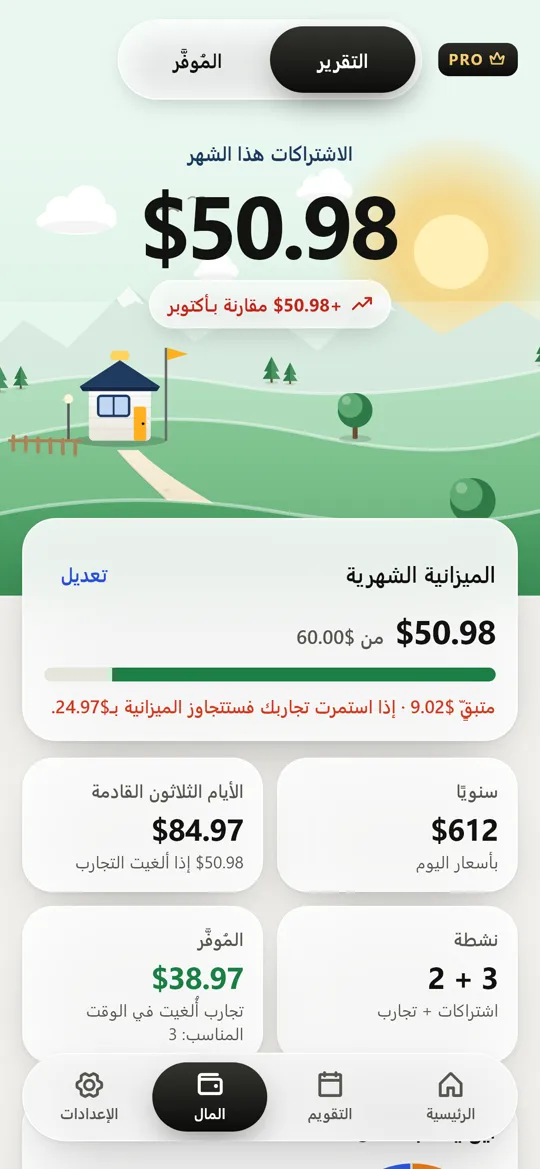 PRO
التقرير
المُوفَّر
الاشتراكات هذا الشهر
$50.98
+$50.98 مقارنة بـأكتوبر
الميزانية الشهرية
تعديل
$50.98 من $60.00
متبقٍّ $9.02 · إذا استمرت تجاربك فستتجاوز الميزانية بـ$24.97.
سنويًا
$612
بأسعار اليوم
الأيام الثلاثون القادمة
$84.97
$50.98 إذا ألغيت التجارب
نشطة
3 + 2
اشتراكات + تجارب
المُوفَّر
$38.97
تجارب أُلغيت في الوقت
المناسب: 3
الرئيسية
التقويم
المال
الإعدادات